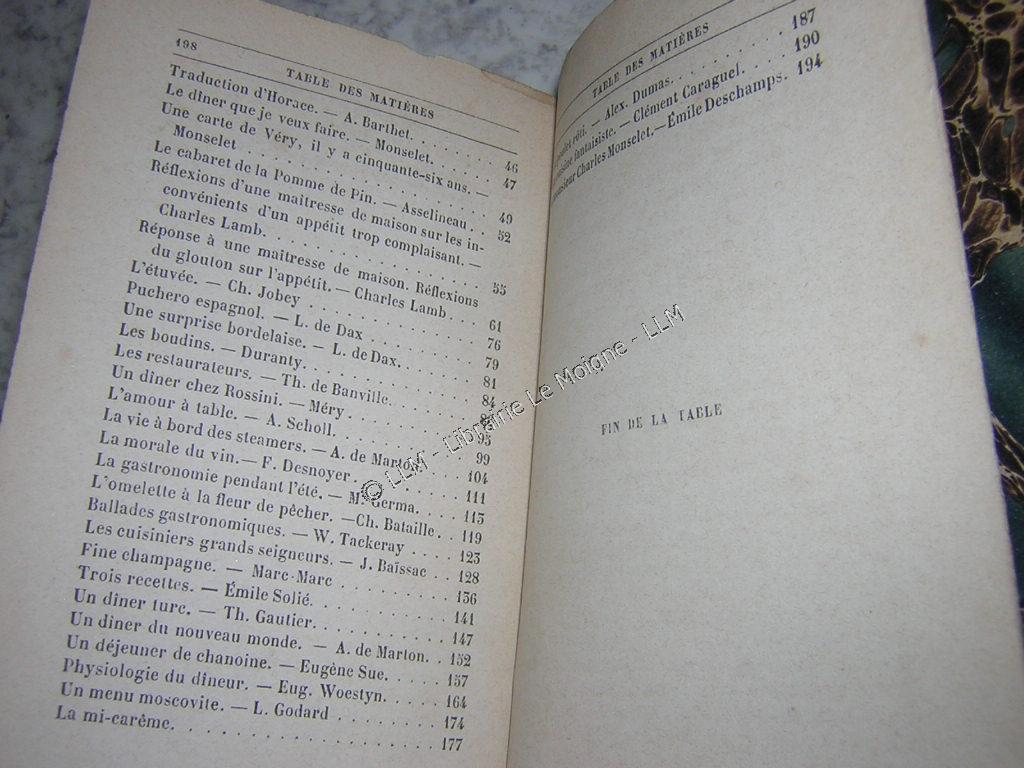 198
TABLE DES MATIÈRES
Traduction d'Horace. — A. Barthet. 46
Le dîner que je veux faire. — Monselet. 47
Une carte de Véry, il y a cinquante-six ans. —
Monselet 49
Le cabaret de la Pomme de Pin. — Asselineau. 52
Réflexions d'une maîtresse de maison sur les in-
convénients d'un appétit trop complaisant. —
Charles Lamb. 55
Réponse à une maîtresse de maison. Réflexions
du glouton sur l'appétit. — Charles Lamb. 61
L'étuvée. — Ch. Jobey 76
Puchero espagnol. — L. de Dax 79
Une surprise bordelaise. — L. de Dax. 81
Les boudins. — Duranty. 84
Les restaurateurs. — Th. de Banville.
Un dîner chez Rossini. — Méry 95
L'amour à table. — A. Scholl. 99
La vie à bord des steamers. — A. de Marton. 104
La morale du vin. — F. Desnoyer. 111
La gastronomie pendant l'été. — M. Germa. 113
L'omelette à la fleur de pêcher. — Ch. Bataille. 119
Ballades gastronomiques. — W. Tackeray 123
Les cuisiniers grands seigneurs. — J. Baïssac 128
Fine champagne. — Marc-Marc 136
Trois recettes. — Émile Solié. 141
Un dîner turc. — Th. Gautier. 147
Un dîner du nouveau monde. — A. de Marton. 152
Un déjeuner de chanoine. — Eugène Sue. 157
Physiologie du dîneur. — Eug. Woestyn. 164
Un menu moscovite. — L. Godard 174
La mi-carême. 177
TABLE DES MATIÈRES
rôti. — Alex. Dumas. 187
fantaisiste. — Clément Caraguel. 190
Charles Monselet. — Émile Deschamps. 194
FIN DE LA TABLE
© LLM - Librairie Le Moigne - LLM